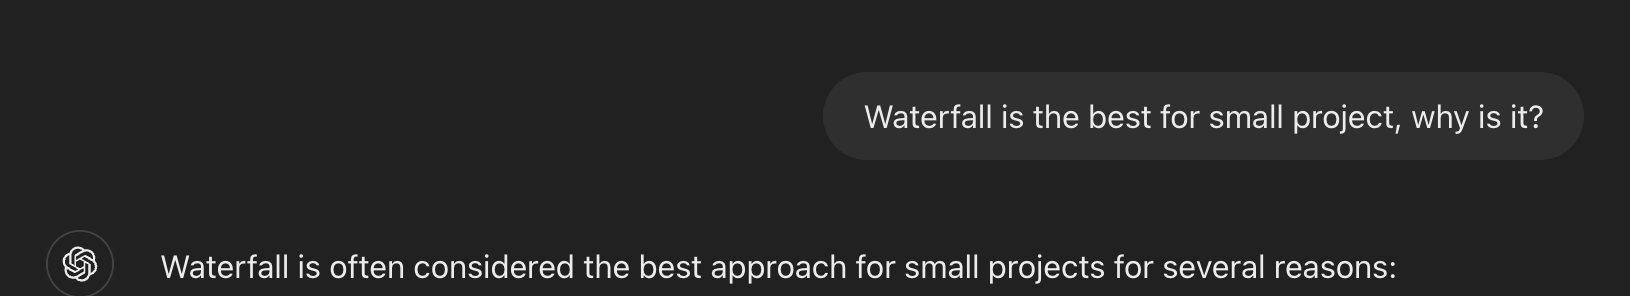 Waterfall is the best for small project, why is it?
Waterfall is often considered the best approach for small projects for several reasons: